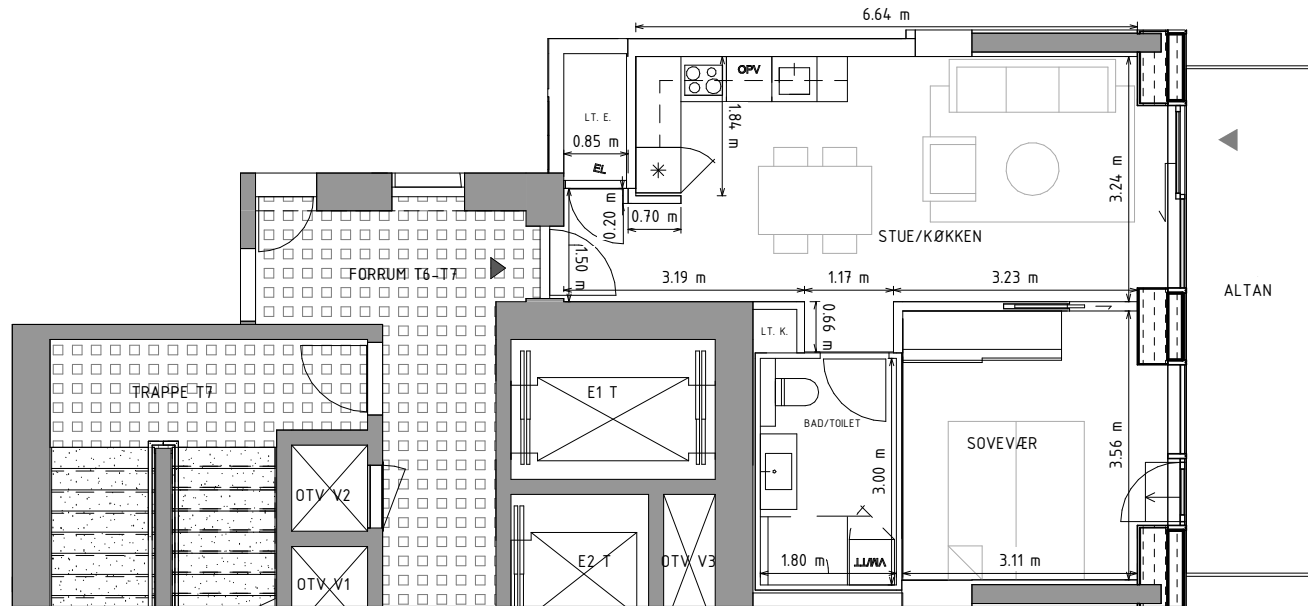 6.64 m
OPV
LT. E.
0.85 m
EL
1.84 m
0.20 m
0.70 m
1.50 m
3.24 m
STUE/KØKKEN
FORRUM T6-T7
3.19 m
1.17 m
3.23 m
ALTAN
0.66 m
LT. K.
TRAPPE T7
E1 T
BAD/TOILET
SOVEVÆR
3.56 m
3.00 m
OTV V2
E2 T
OTV V3
1.80 m
VM/TT
3.11 m
OTV V1